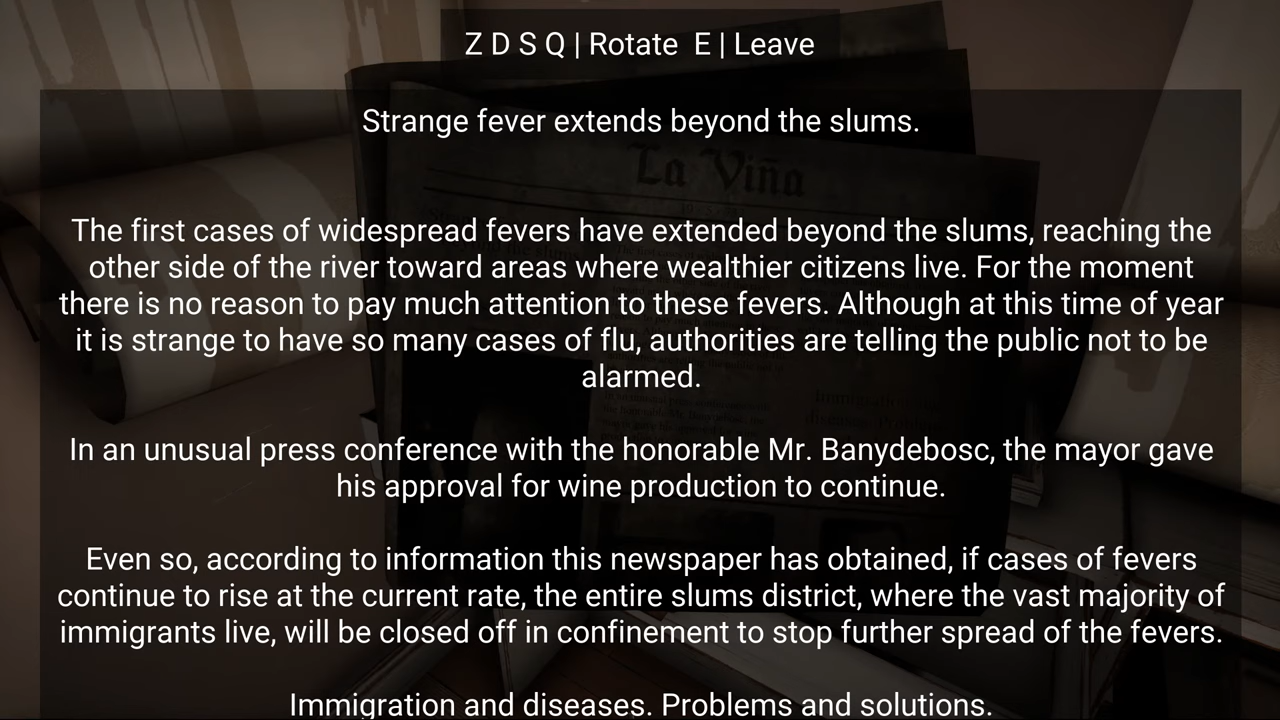 Z D S Q | Rotate  E | Leave
Strange fever extends beyond the slums.
La Viña
The first cases of widespread fevers have extended beyond the slums, reaching the
other side of the river toward areas where wealthier citizens live. For the moment
there is no reason to pay much attention to these fevers. Although at this time of year
it is strange to have so many cases of flu, authorities are telling the public not to be
alarmed.
In an unusual press conference with the honorable Mr. Banydebosc, the mayor gave
his approval for wine production to continue.
Even so, according to information this newspaper has obtained, if cases of fevers
continue to rise at the current rate, the entire slums district, where the vast majority of
immigrants live, will be closed off in confinement to stop further spread of the fevers.
Immigration and diseases. Problems and solutions.